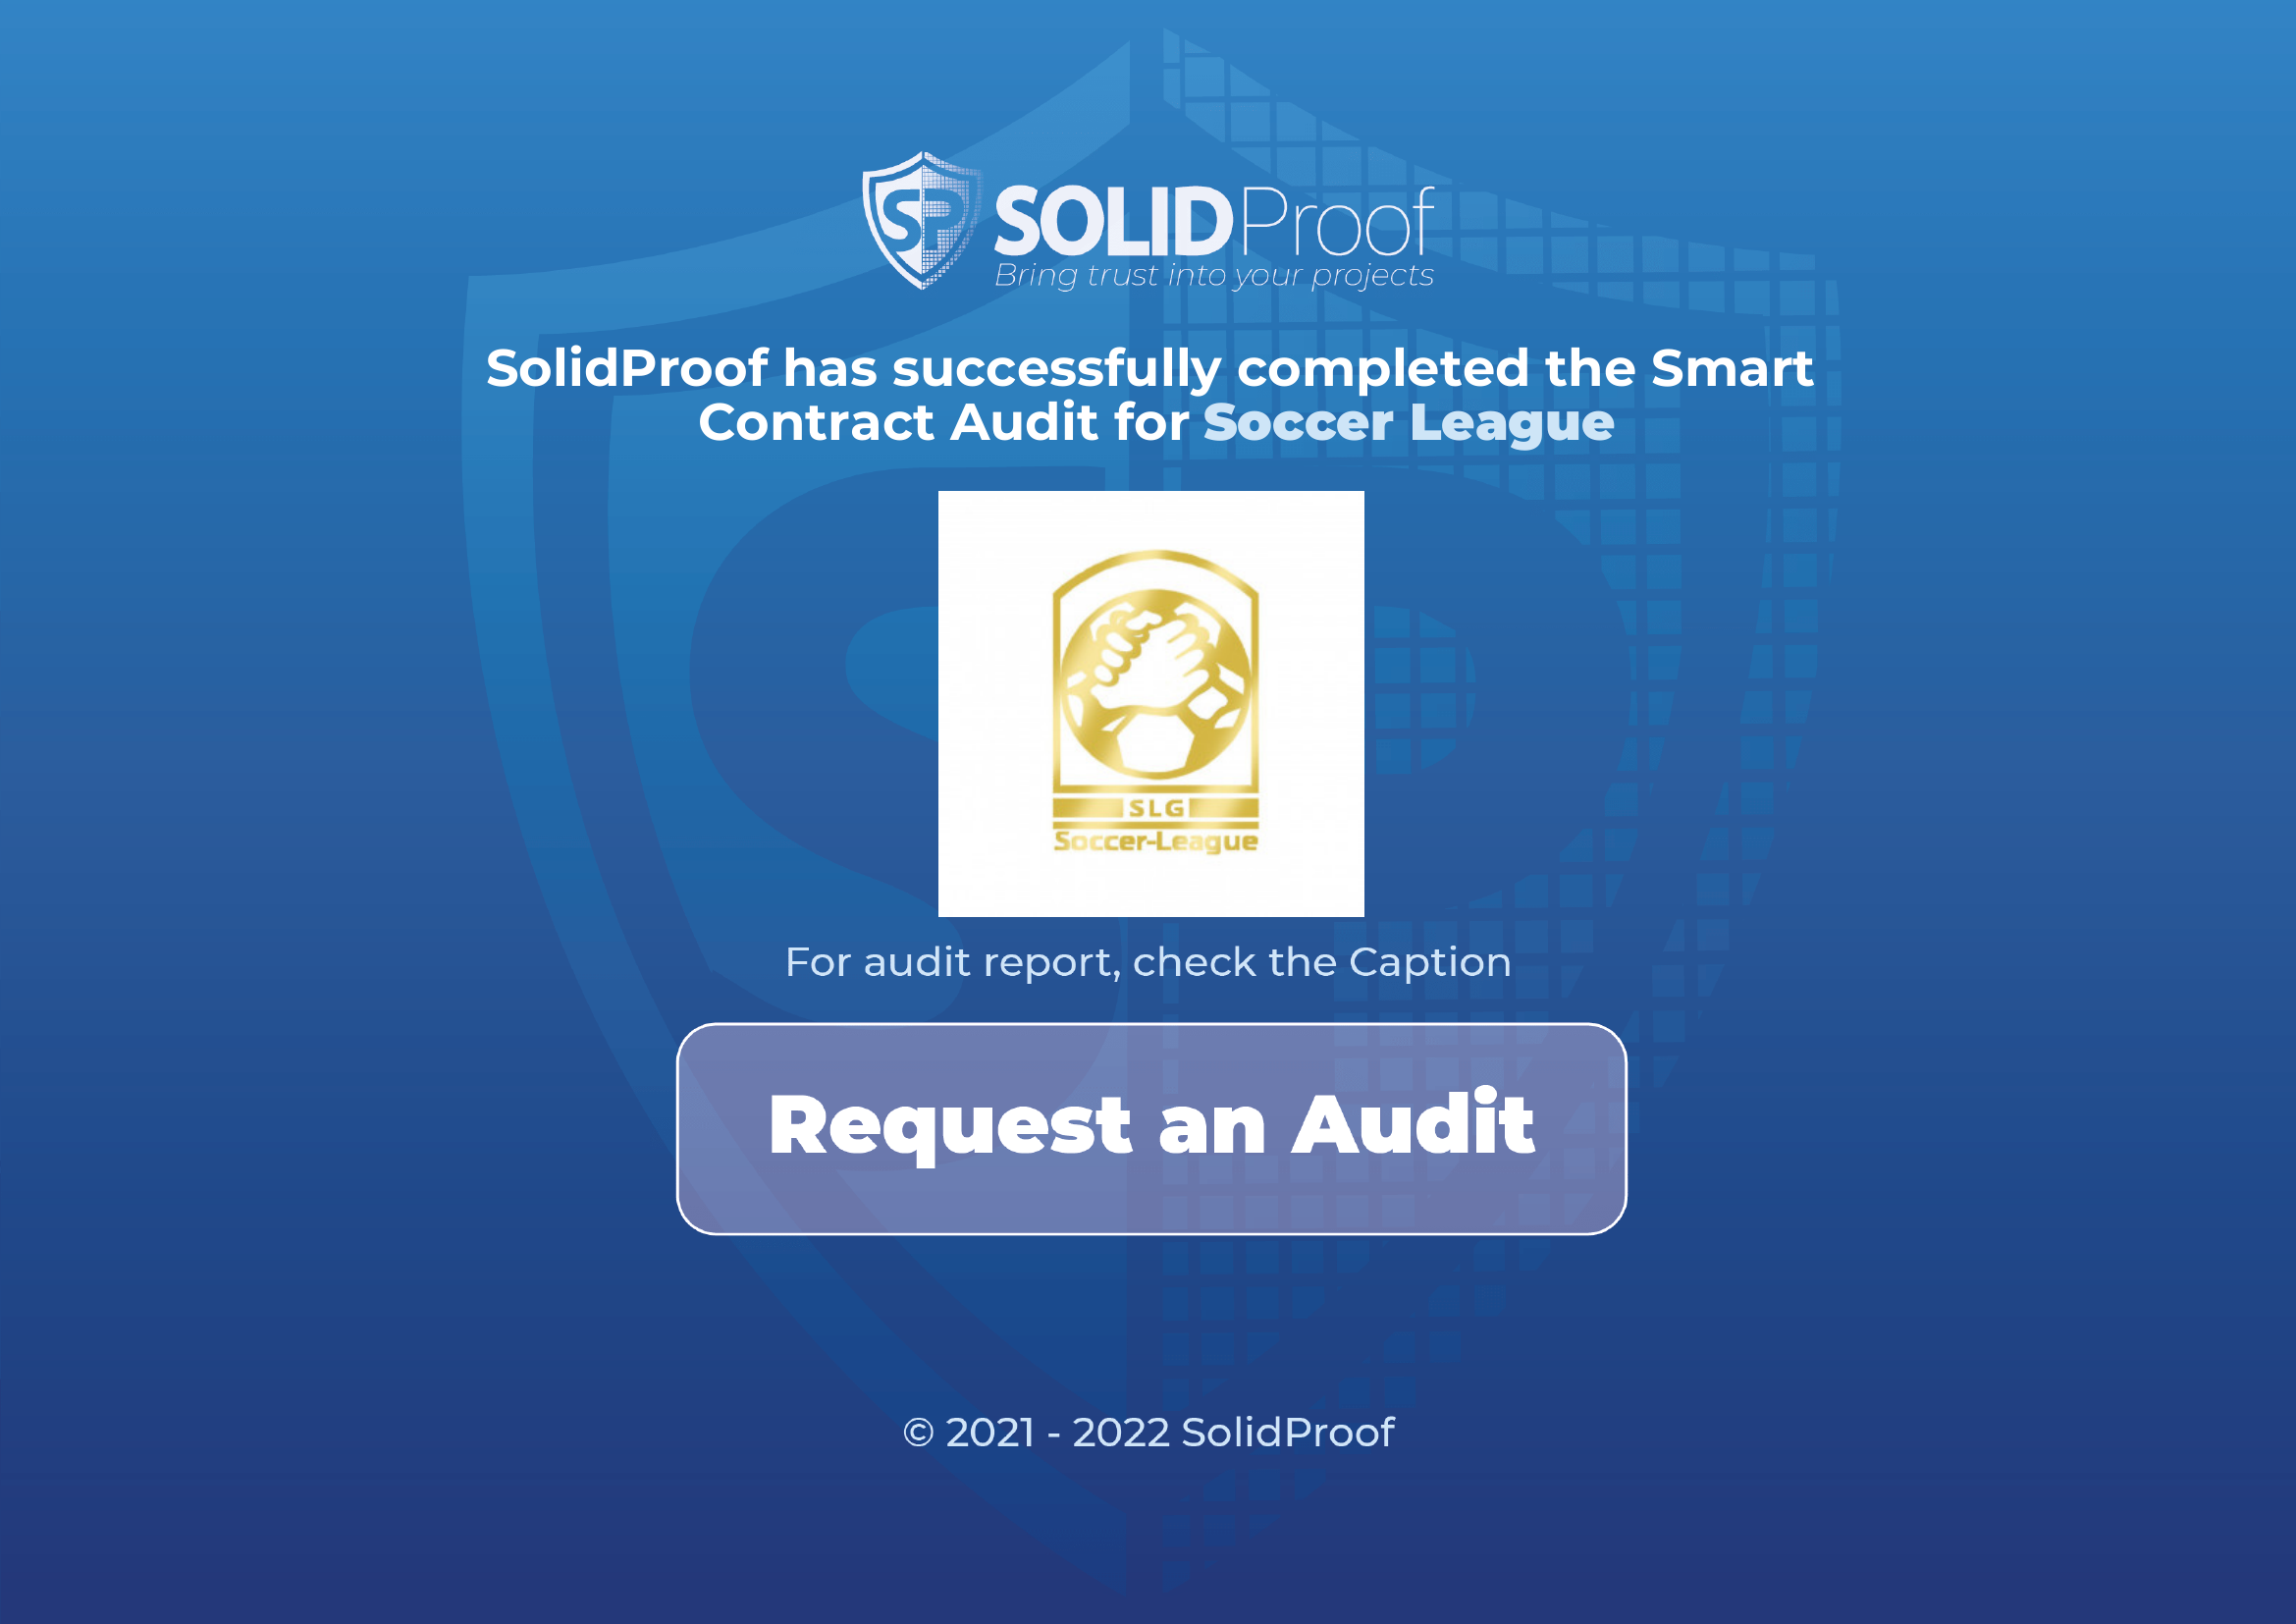 SP SOLIDProof
Bring trust into your projects
SolidProof has successfully completed the Smart
Contract Audit for Soccer League
SLG
Soccer-League
For audit report, check the Caption
Request an Audit
© 2021 - 2022 SolidProof